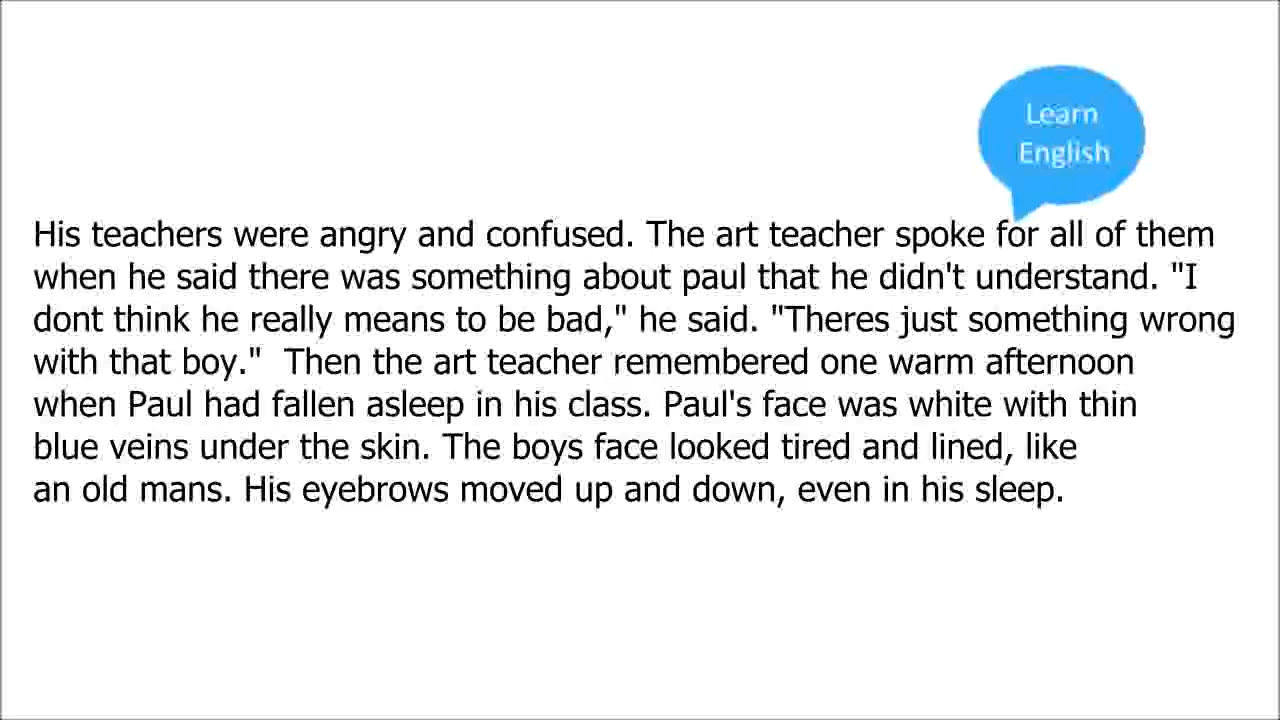 Learn
English
His teachers were angry and confused. The art teacher spoke for all of them
when he said there was something about paul that he didn't understand. "I
dont think he really means to be bad," he said. "Theres just something wrong
with that boy."  Then the art teacher remembered one warm afternoon
when Paul had fallen asleep in his class. Paul's face was white with thin
blue veins under the skin. The boys face looked tired and lined, like
an old mans. His eyebrows moved up and down, even in his sleep.